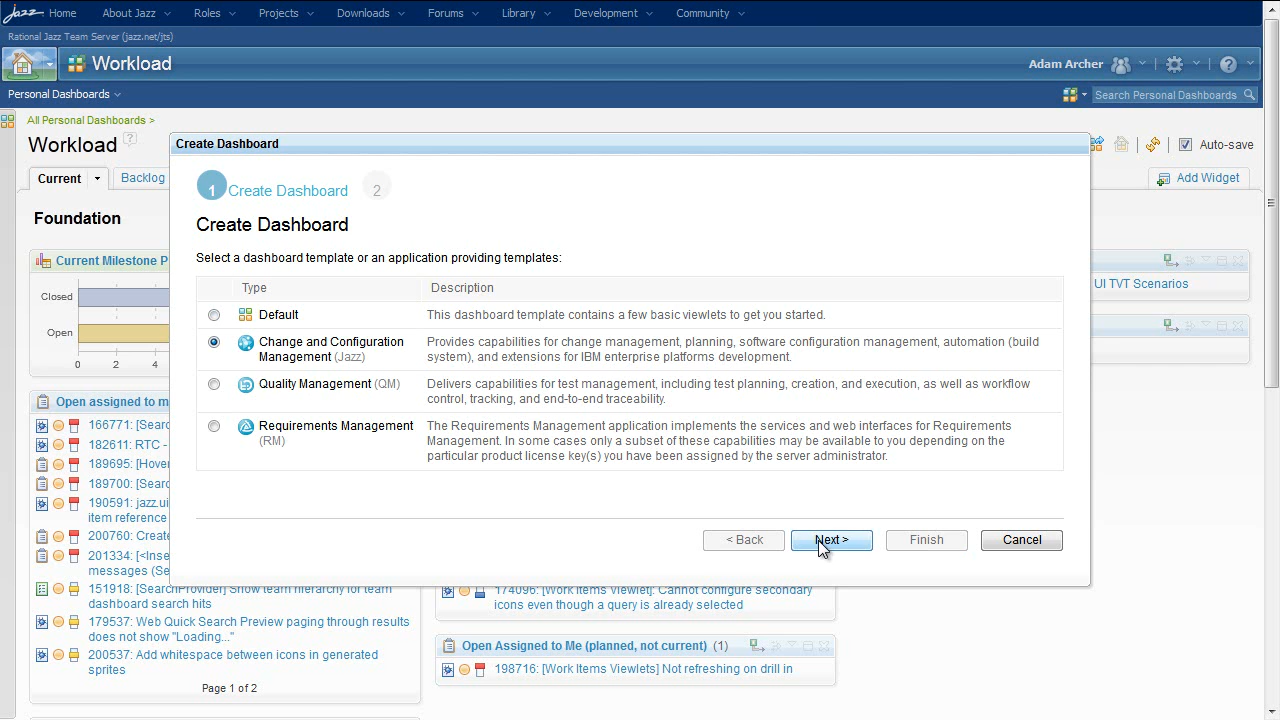 Jazz Home About Jazz Roles Projects Downloads Forums Library Development Community
Rational Jazz Team Server (jazz.net/jts)
Workload
Adam Archer
Personal Dashboards
Search Personal Dashboards
All Personal Dashboards >
Workload
Auto-save
Current
Backlog
Add Widget
Foundation
Current Milestone P
Closed
Open
0 2 4
Open assigned to m
166771: [Searc
182611: RTC -
189695: [Hover
189700: [Searc
190591: jazz.ui
item reference
200760: Create
201334: [<Inse
messages (Se
151918: [SearchProvider] Show team hierarchy for team
dashboard search hits
179537: Web Quick Search Preview paging through results
does not show "Loading..."
Add whitespace between icons in generated
sprites
Page 1 of 2
Create Dashboard
1 Create Dashboard 2
Create Dashboard
Select a dashboard template or an application providing templates:
Type Description
Default This dashboard template contains a few basic viewlets to get you started.
Change and Configuration Provides capabilities for change management, planning, software configuration management, automation (build
Management (Jazz) system), and extensions for IBM enterprise platforms development.
Quality Management (QM) Delivers capabilities for test management, including test planning, creation, and execution, as well as workflow
control, tracking, and end-to-end traceability.
Requirements Management The Requirements Management application implements the services and web interfaces for Requirements
(RM) Management. In some cases only a subset of these capabilities may be available to you depending on the
particular product license key(s) you have been assigned by the server administrator.
< Back Next > Finish Cancel
UI TVT Scenarios
174096: [Work Items Viewlet]: Cannot configure secondary
icons even though a query is already selected
Open Assigned to Me (planned, not current) (1)
198716: [Work Items Viewlets] Not refreshing on drill in